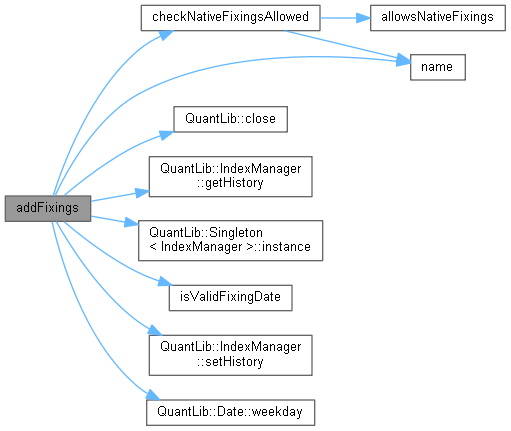 checkNativeFixingsAllowed
allowsNativeFixings
name
QuantLib::close
QuantLib::IndexManager
::getHistory
addFixings
QuantLib::Singleton
< IndexManager >::instance
isValidFixingDate
QuantLib::IndexManager
::setHistory
QuantLib::Date::weekday